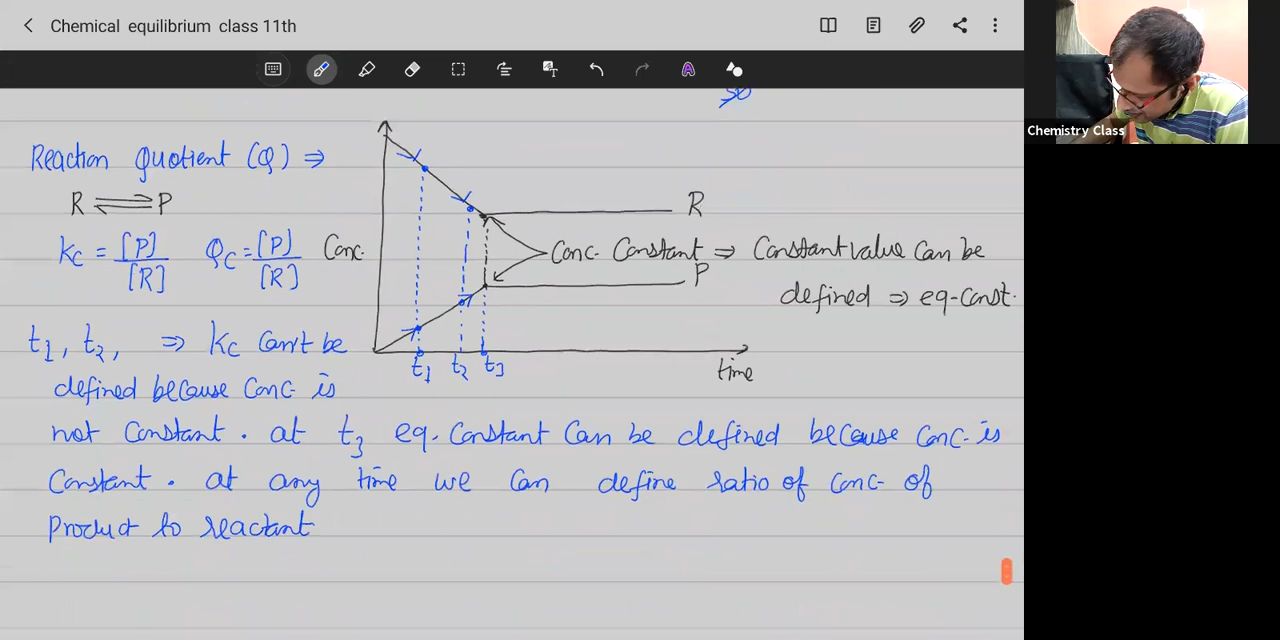 Chemical equilibrium class 11th
Chemistry Class
Reaction Quotient (Q) ⇒
R ⇌ P
Kc = [P]/[R] Qc = [P]/[R]
Conc.
R
Conc. Constant ⇒ Constant value can be
P
defined ⇒ eq-const.
t1 t2 t3
time
t1, t2, ⇒ Kc Can't be
defined because Conc is
not Constant. at t3 eq. Constant Can be defined because Conc. is
Constant. at any time we Can define ratio of Conc of
Product to reactant